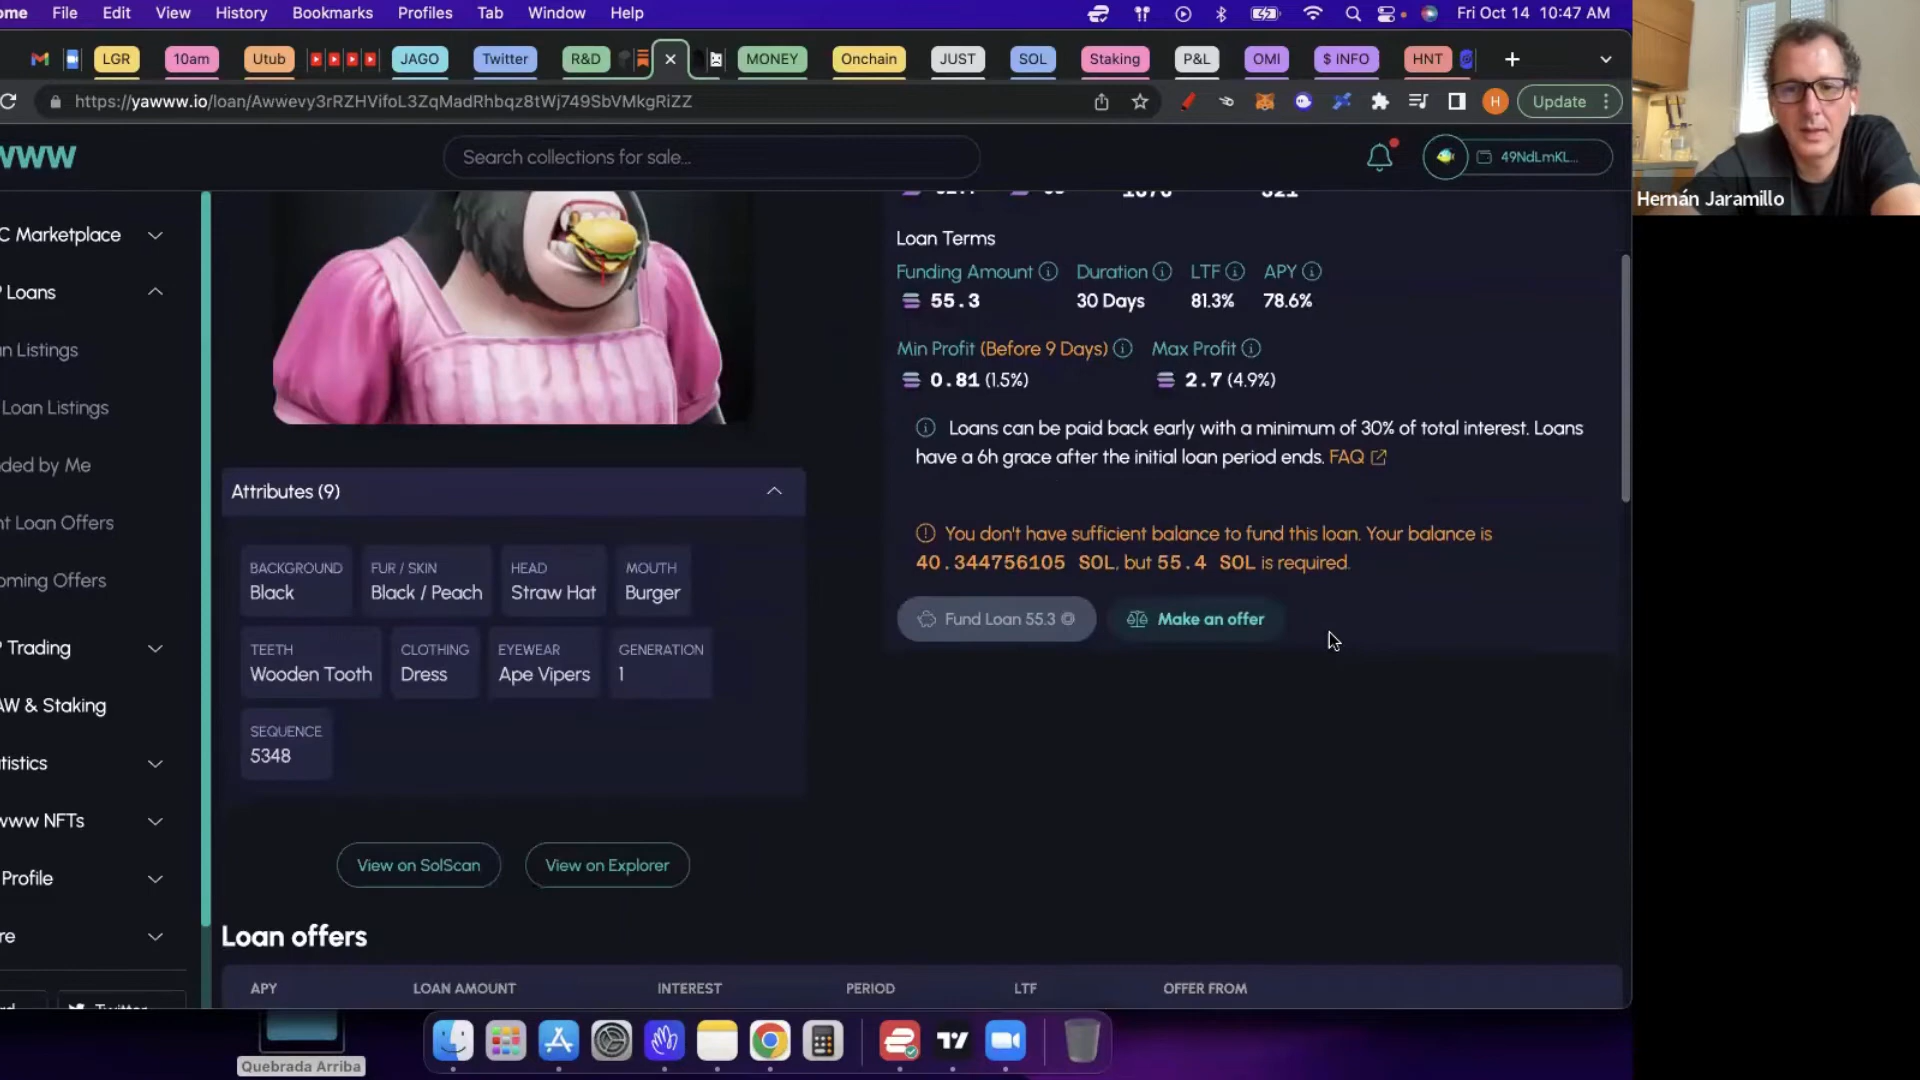 ome File Edit View History Bookmarks Profiles Tab Window Help Fri Oct 14 10:47 AM
LGR 10am Utub JAGO Twitter R&D MONEY Onchain JUST SOL Staking P&L OMI $ INFO HNT
https://yawww.io/loan/Awwevy3rRZHVifoL3ZqMadRhbqz8tWj749SbVMkgRiZZ
H Update
www
Search collections for sale...
49NdLmKL...
Hernán Jaramillo
C Marketplace
Loans
n Listings
Loan Listings
ded by Me
nt Loan Offers
oming Offers
Trading
AW & Staking
tistics
www NFTs
Profile
re
Twitter
Loan Terms
Funding Amount Duration LTF APY
55.3 30 Days 81.3% 78.6%
Min Profit (Before 9 Days) Max Profit
0.81 (1.5%) 2.7 (4.9%)
Loans can be paid back early with a minimum of 30% of total interest. Loans
have a 6h grace after the initial loan period ends. FAQ
You don't have sufficient balance to fund this loan. Your balance is
40.344756105 SOL, but 55.4 SOL is required.
Fund Loan 55.3 Make an offer
Attributes (9)
BACKGROUND FUR / SKIN HEAD MOUTH
Black Black / Peach Straw Hat Burger
TEETH CLOTHING EYEWEAR GENERATION
Wooden Tooth Dress Ape Vipers 1
SEQUENCE
5348
View on SolScan View on Explorer
Loan offers
APY LOAN AMOUNT INTEREST PERIOD LTF OFFER FROM
Quebrada Arriba